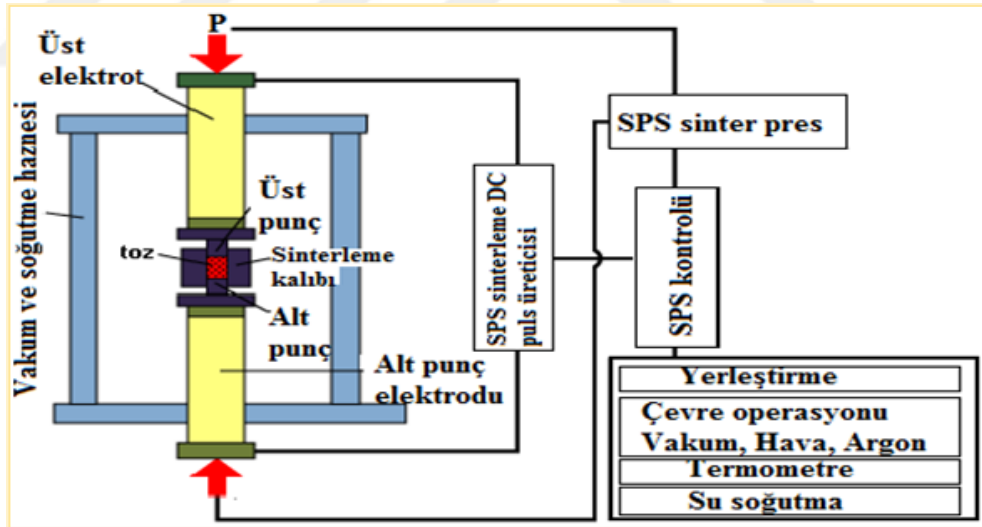 P
Üst
elektrot
Vakum ve soğutme haznesi
Üst
punç
toz
Sinterleme
kalıbı
Alt
punç
Alt punç
elektrodu
SPS sinterleme DC
puls üreticisi
SPS sinter pres
SPS kontrolü
Yerleştirme
Çevre operasyonu
Vakum, Hava, Argon
Termometre
Su soğutma